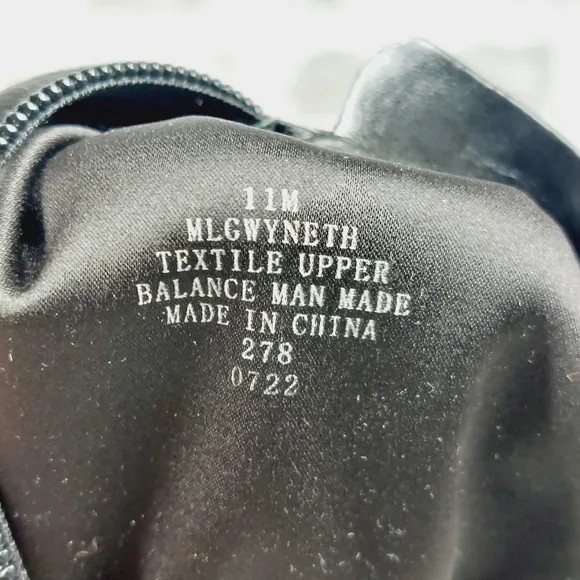 11M
MLGWYNETH
TEXTILE UPPER
BALANCE MAN MADE
MADE IN CHINA
278
0722